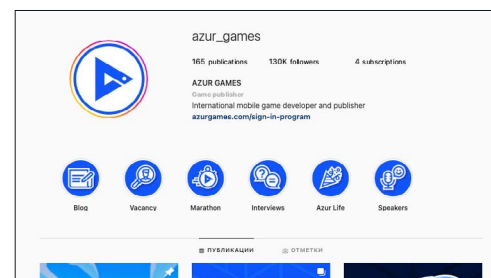 azur_games
165 publications 130K followers 4 subscriptions
AZUR GAMES
Game publisher
International mobile game developer and publisher
azurgames.com/sign-in-program
Blog Vacancy Marathon Interviews Azur Life Speakers
ПУБЛИКАЦИИ ОТМЕТКИ